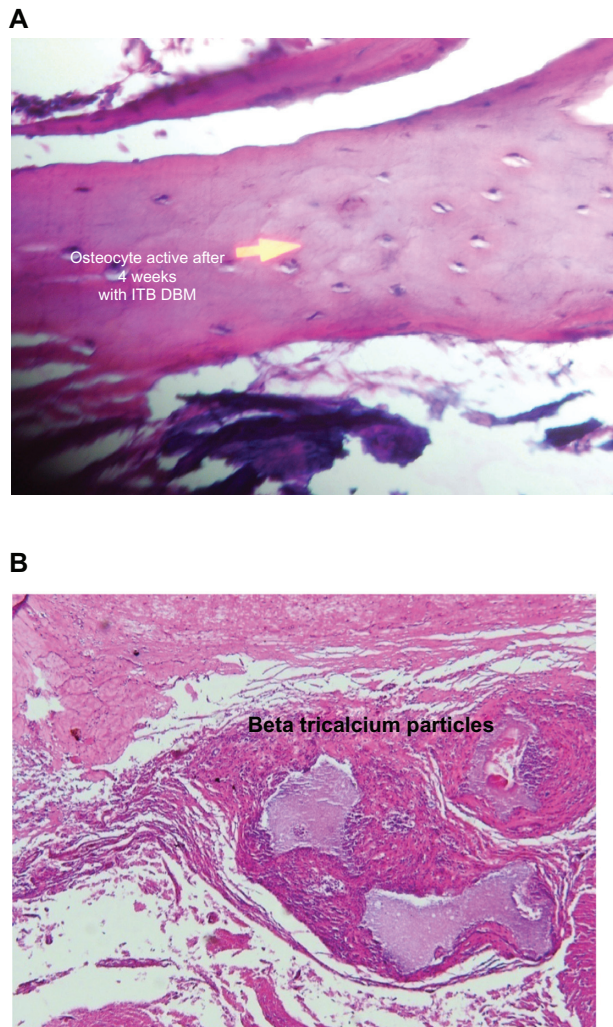 A
Osteocyte active after
4 weeks
with ITB DBM
B
Beta tricalcium particles